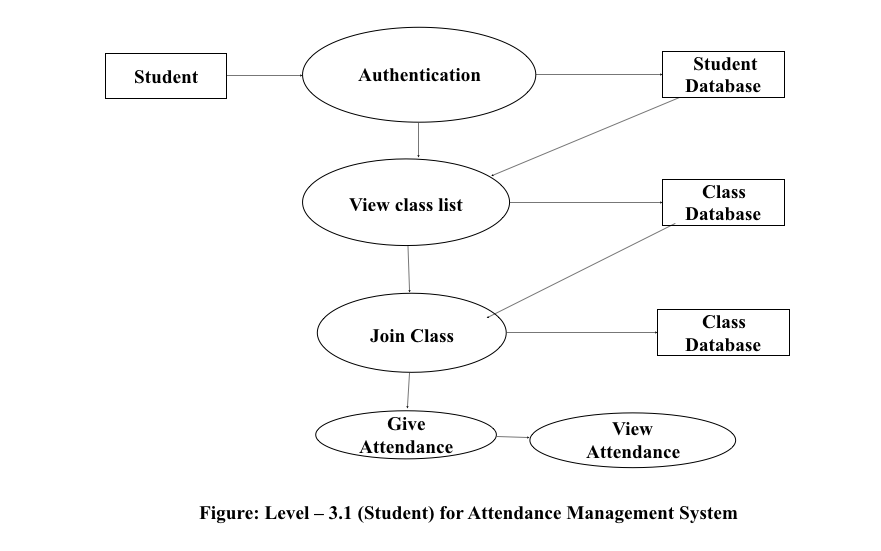 Student
Authentication
Student
Database
View class list
Class
Database
Join Class
Class
Database
Give
Attendance
View
Attendance
Figure: Level – 3.1 (Student) for Attendance Management System